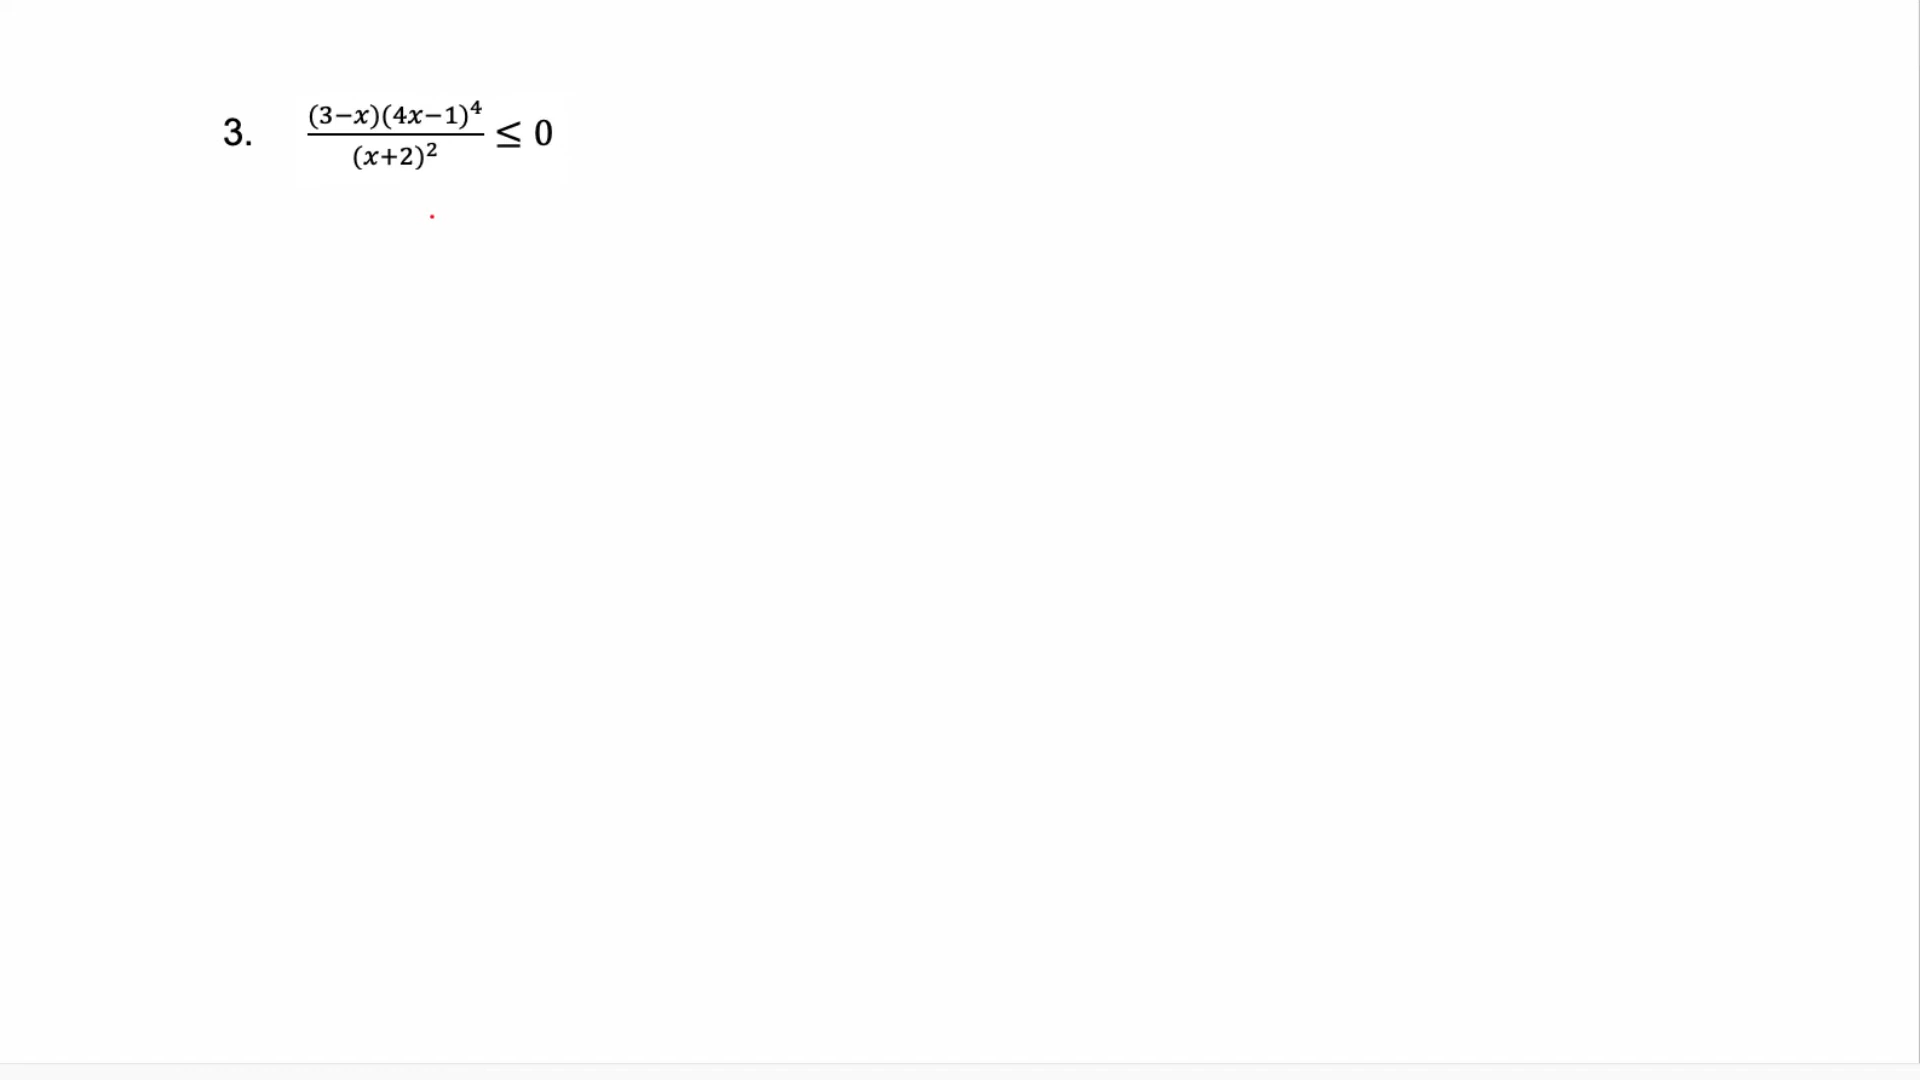 3. (3−x)(4x−1)⁴/(x+2)² ≤ 0